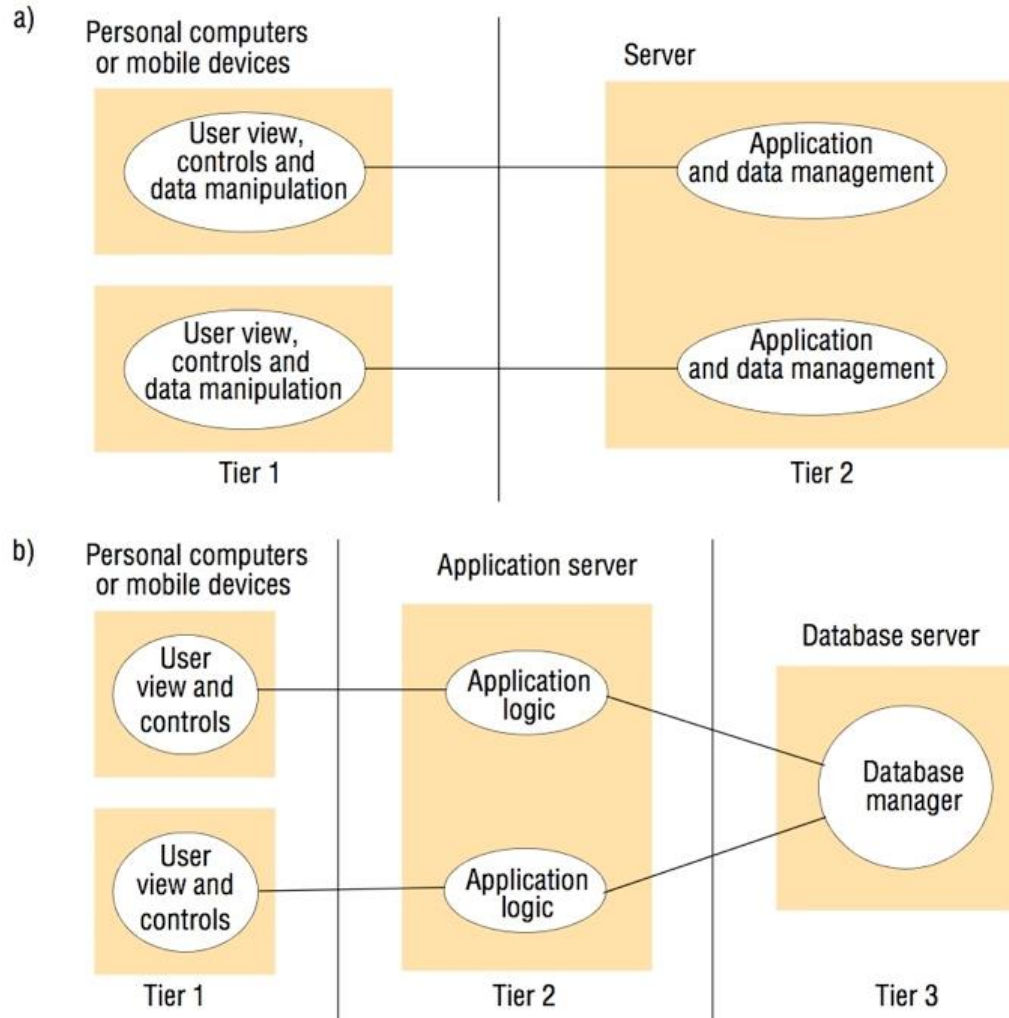 a)
Personal computers
or mobile devices
Server
User view,
controls and
data manipulation
Application
and data management
User view,
controls and
data manipulation
Application
and data management
Tier 1
Tier 2
b)
Personal computers
or mobile devices
Application server
Database server
User
view and
controls
Application
logic
Database
manager
User
view and
controls
Application
logic
Tier 1
Tier 2
Tier 3